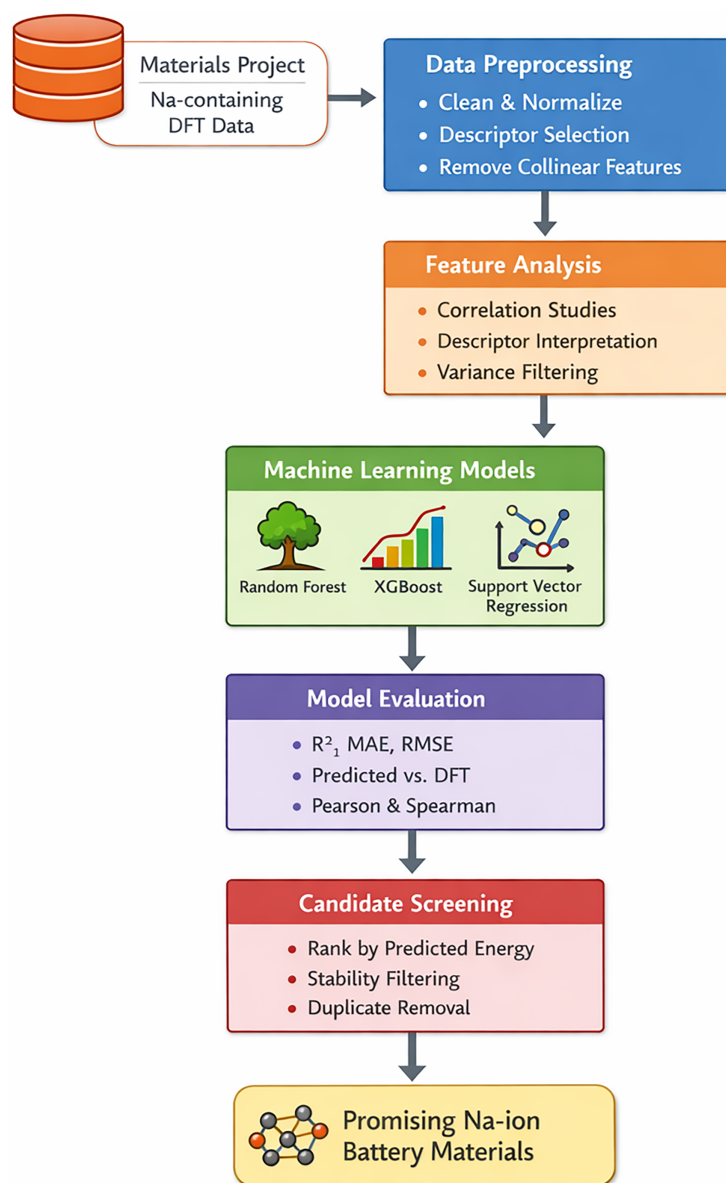 Materials Project
Na-containing
DFT Data
Data Preprocessing
• Clean & Normalize
• Descriptor Selection
• Remove Collinear Features
Feature Analysis
• Correlation Studies
• Descriptor Interpretation
• Variance Filtering
Machine Learning Models
Random Forest
XGBoost
Support Vector
Regression
Model Evaluation
• R²₁ MAE, RMSE
• Predicted vs. DFT
• Pearson & Spearman
Candidate Screening
• Rank by Predicted Energy
• Stability Filtering
• Duplicate Removal
Promising Na-ion
Battery Materials